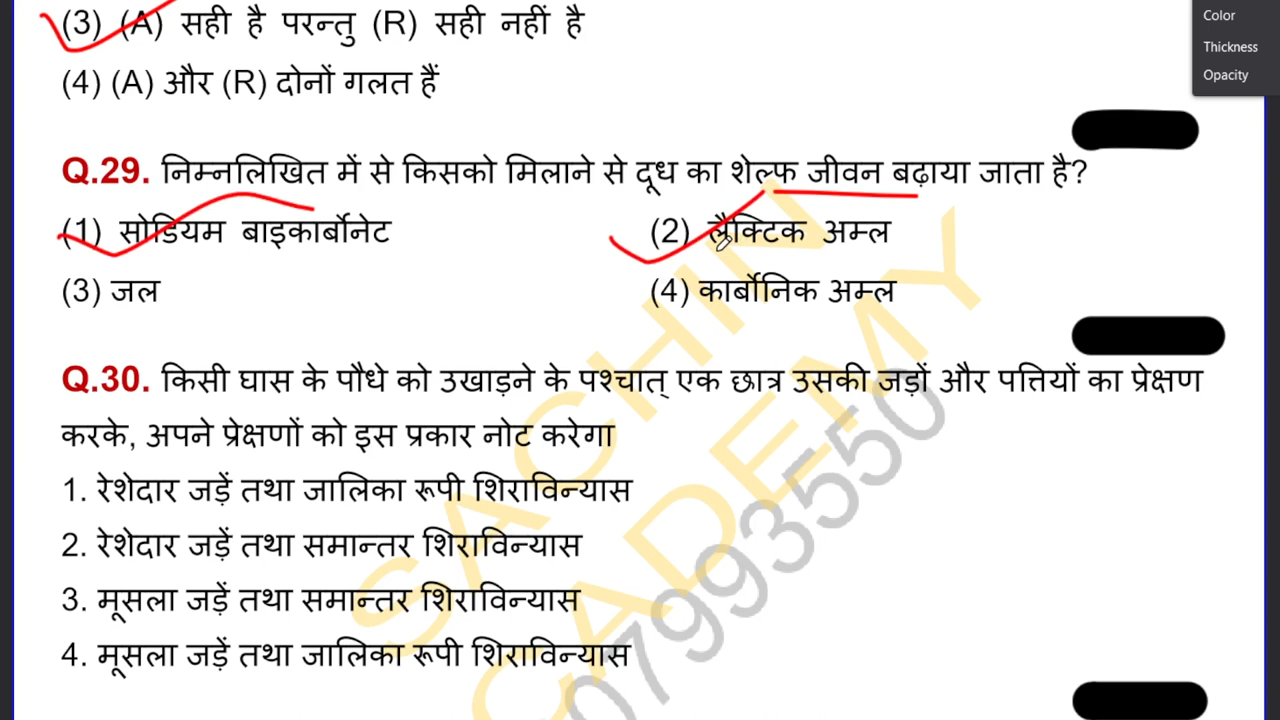 (3) (A) सही है परन्तु (R) सही नहीं है
(4) (A) और (R) दोनों गलत हैं
Color
Thickness
Opacity
Q.29. निम्नलिखित में से किसको मिलाने से दूध का शेल्फ जीवन बढ़ाया जाता है?
(1) सोडियम बाइकार्बोनेट (2) लैक्टिक अम्ल
(3) जल (4) कार्बोनिक अम्ल
Q.30. किसी घास के पौधे को उखाड़ने के पश्चात् एक छात्र उसकी जड़ों और पत्तियों का प्रेक्षण
करके, अपने प्रेक्षणों को इस प्रकार नोट करेगा
1. रेशेदार जड़ें तथा जालिका रूपी शिराविन्यास
2. रेशेदार जड़ें तथा समान्तर शिराविन्यास
3. मूसला जड़ें तथा समान्तर शिराविन्यास
4. मूसला जड़ें तथा जालिका रूपी शिराविन्यास
SACHIN
ACADEMY
07993550